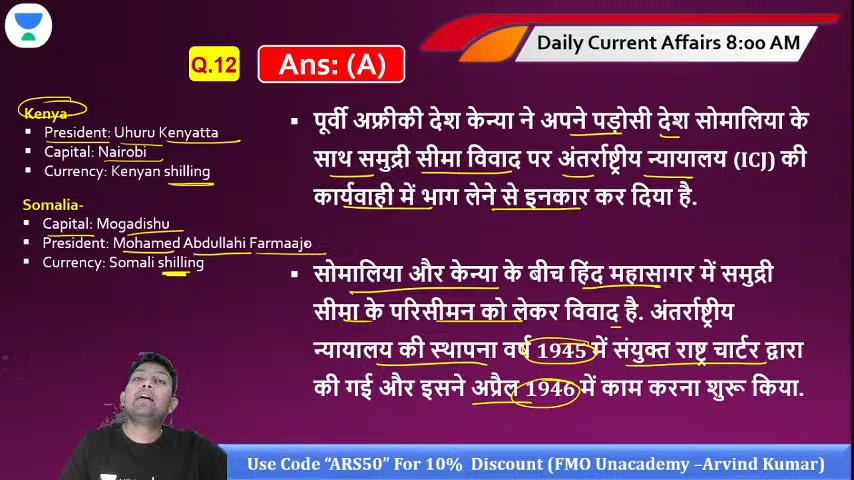 Daily Current Affairs 8:00 AM
Q.12
Ans: (A)
Kenya
President: Uhuru Kenyatta
Capital: Nairobi
Currency: Kenyan shilling
Somalia-
Capital: Mogadishu
President: Mohamed Abdullahi Farmaajo
Currency: Somali shilling
पूर्वी अफ्रीकी देश केन्या ने अपने पड़ोसी देश सोमालिया के
साथ समुद्री सीमा विवाद पर अंतर्राष्ट्रीय न्यायालय (ICJ) की
कार्यवाही में भाग लेने से इनकार कर दिया है.
सोमालिया और केन्या के बीच हिंद महासागर में समुद्री
सीमा के परिसीमन को लेकर विवाद है. अंतर्राष्ट्रीय
न्यायालय की स्थापना वर्ष 1945 में संयुक्त राष्ट्र चार्टर द्वारा
की गई और इसने अप्रैल 1946 में काम करना शुरू किया.
Use Code “ARS50” For 10% Discount (FMO Unacademy –Arvind Kumar)